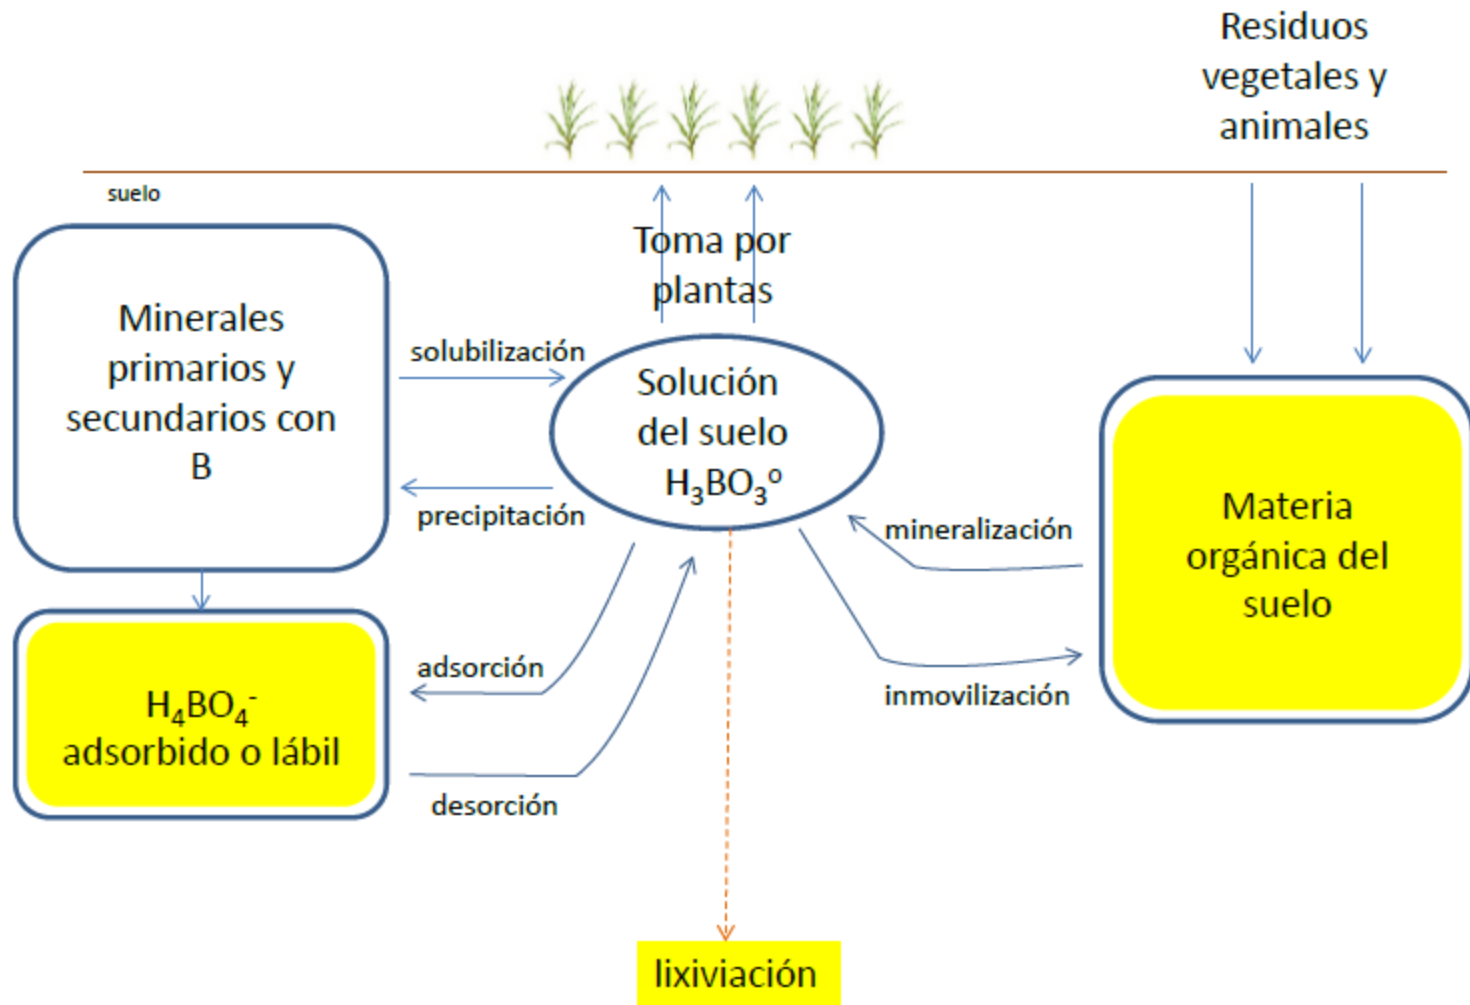 Residuos
vegetales y
animales
suelo
Toma por
plantas
Minerales
primarios y
secundarios con
B
solubilización
precipitación
Solución
del suelo
H₃BO₃º
mineralización
inmovilización
Materia
orgánica del
suelo
adsorción
desorción
H₄BO₄⁻
adsorbido o lábil
lixiviación